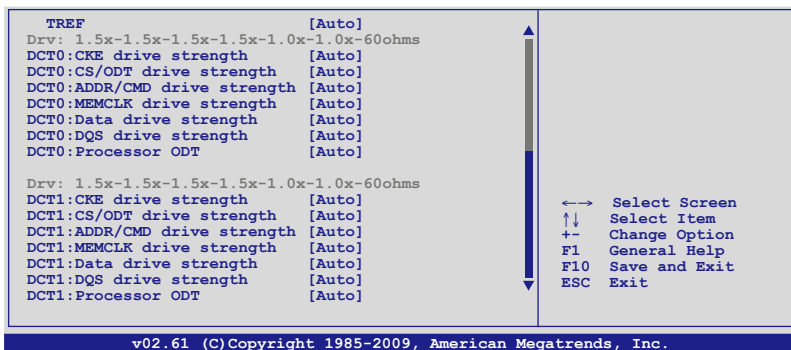 TREF [Auto]
Drv: 1.5x-1.5x-1.5x-1.5x-1.0x-1.0x-60ohms
DCT0:CKE drive strength [Auto]
DCT0:CS/ODT drive strength [Auto]
DCT0:ADDR/CMD drive strength [Auto]
DCT0:MEMCLK drive strength [Auto]
DCT0:Data drive strength [Auto]
DCT0:DQS drive strength [Auto]
DCT0:Processor ODT [Auto]
Drv: 1.5x-1.5x-1.5x-1.5x-1.0x-1.0x-60ohms
DCT1:CKE drive strength [Auto]
DCT1:CS/ODT drive strength [Auto]
DCT1:ADDR/CMD drive strength [Auto]
DCT1:MEMCLK drive strength [Auto]
DCT1:Data drive strength [Auto]
DCT1:DQS drive strength [Auto]
DCT1:Processor ODT [Auto]
←→ Select Screen
↑↓ Select Item
+- Change Option
F1 General Help
F10 Save and Exit
ESC Exit
v02.61 (C)Copyright 1985-2009, American Megatrends, Inc.